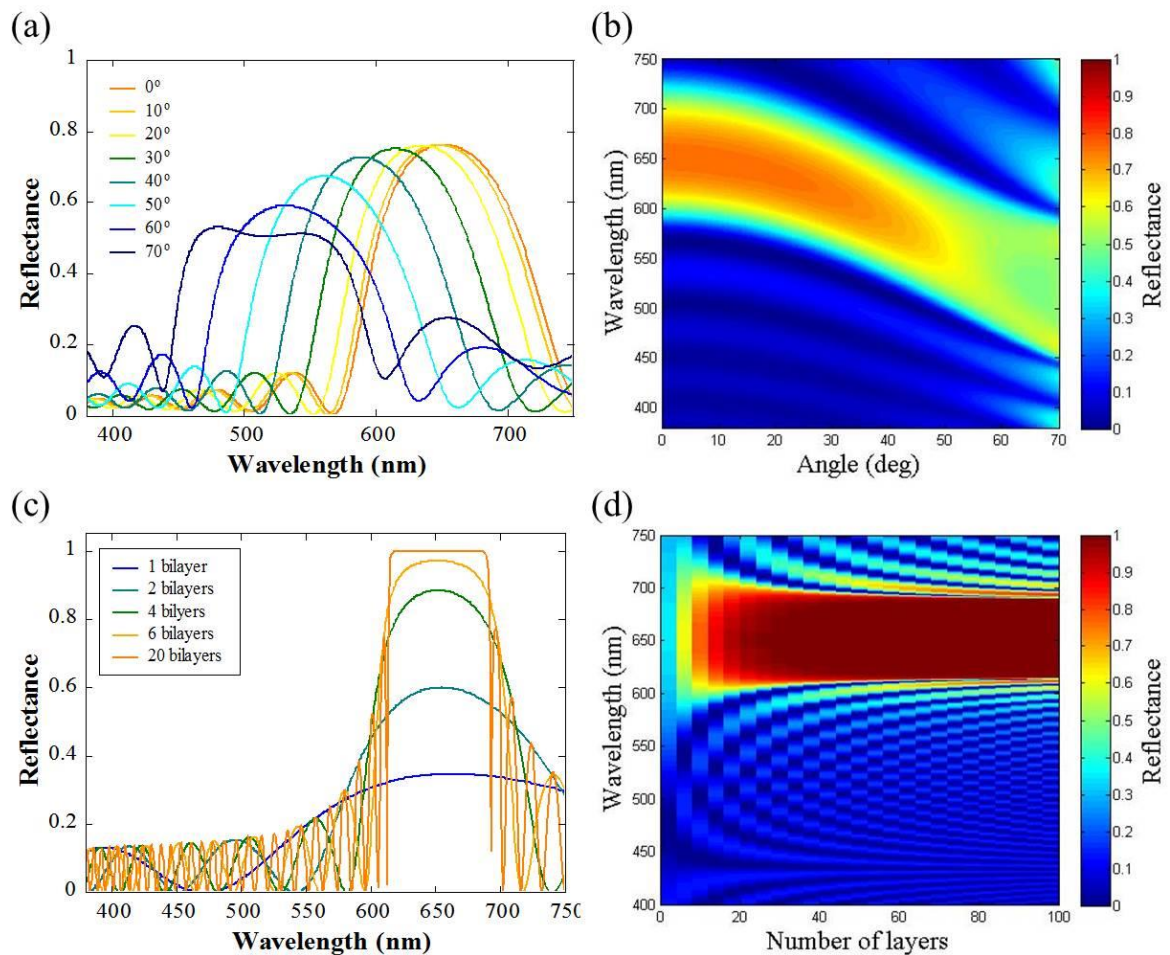 (a)
1
0.8
0.6
0.4
0.2
0
Reflectance
0º
10º
20º
30º
40º
50º
60º
70º
400
500
600
700
Wavelength (nm)
(b)
750
700
650
600
550
500
450
400
Wavelength (nm)
0
10
20
30
40
50
60
70
Angle (deg)
1
0.9
0.8
0.7
0.6
0.5
0.4
0.3
0.2
0.1
0
Reflectance
(c)
1
0.8
0.6
0.4
0.2
0
Reflectance
1 bilayer
2 bilayers
4 bilyers
6 bilayers
20 bilayers
400
450
500
550
600
650
700
750
Wavelength (nm)
(d)
750
700
650
600
550
500
450
400
Wavelength (nm)
0
20
40
60
80
100
Number of layers
1
0.9
0.8
0.7
0.6
0.5
0.4
0.3
0.2
0.1
0
Reflectance